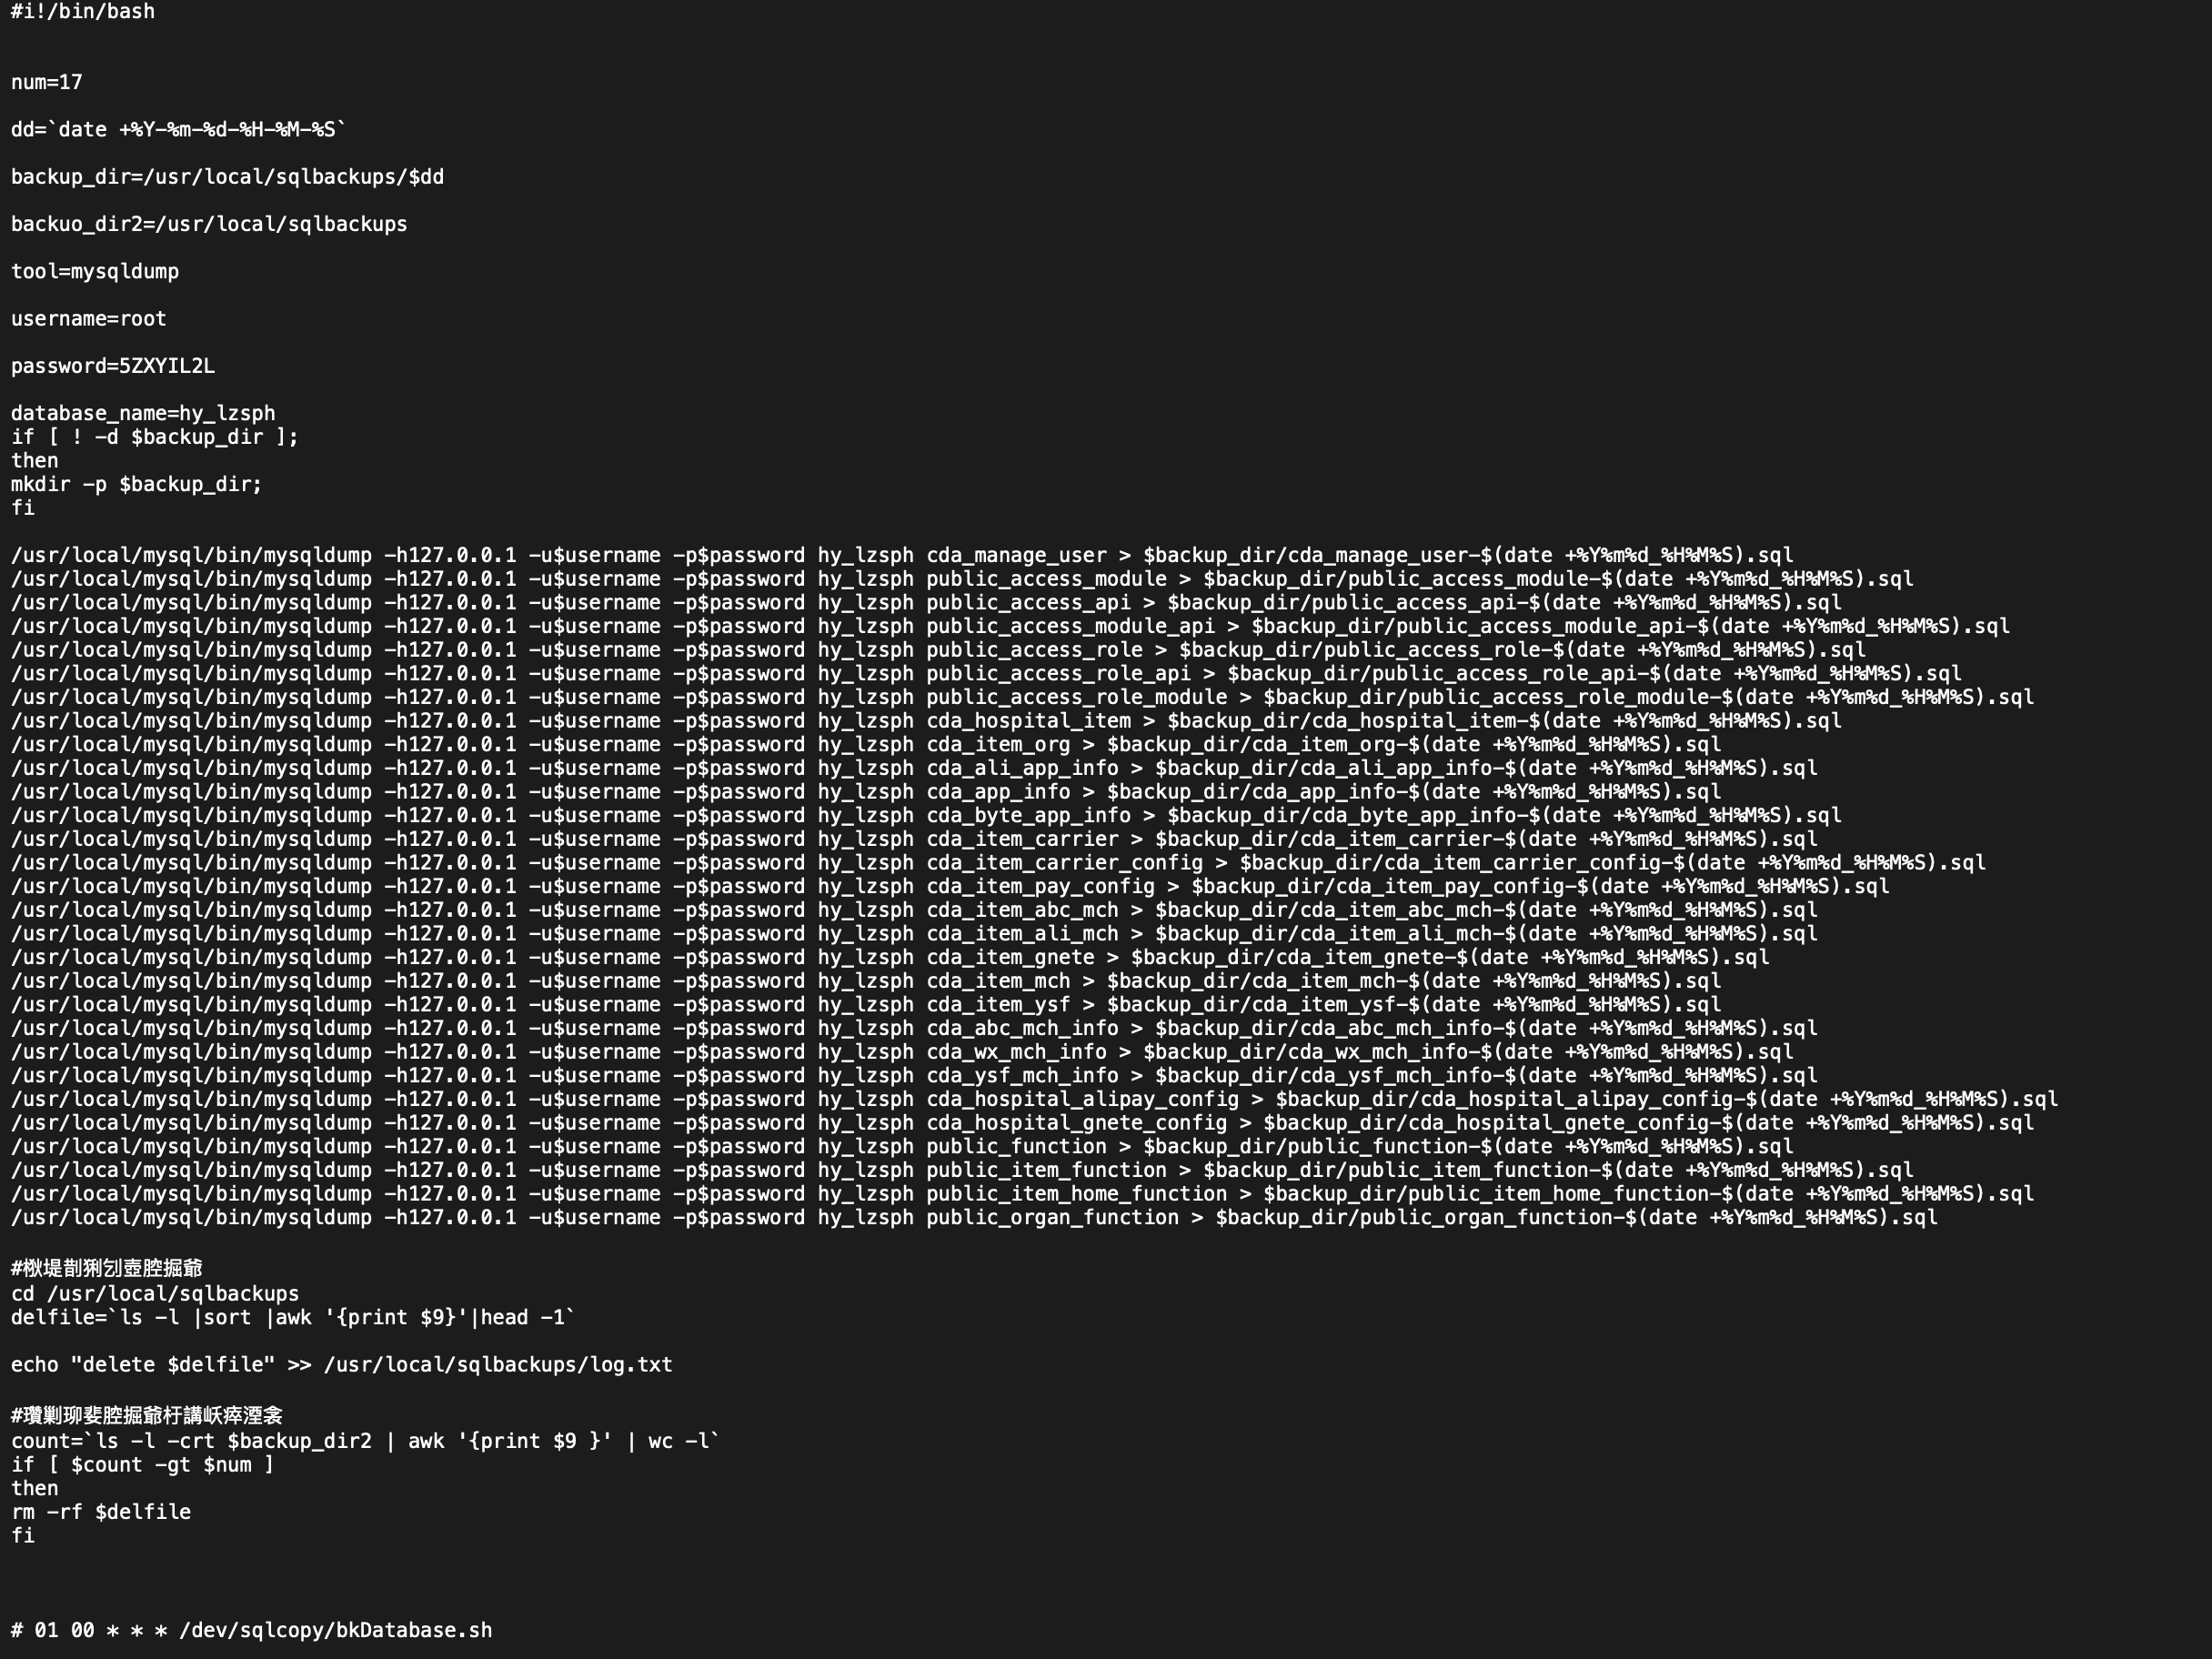 #i!/bin/bash
num=17
dd=`date +%Y-%m-%d-%H-%M-%S`
backup_dir=/usr/local/sqlbackups/$dd
backuo_dir2=/usr/local/sqlbackups
tool=mysqldump
username=root
password=5ZXYIL2L
database_name=hy_lzsph
if [ ! -d $backup_dir ];
then
mkdir -p $backup_dir;
fi
/usr/local/mysql/bin/mysqldump -h127.0.0.1 -u$username -p$password hy_lzsph cda_manage_user > $backup_dir/cda_manage_user-$(date +%Y%m%d_%H%M%S).sql
/usr/local/mysql/bin/mysqldump -h127.0.0.1 -u$username -p$password hy_lzsph public_access_module > $backup_dir/public_access_module-$(date +%Y%m%d_%H%M%S).sql
/usr/local/mysql/bin/mysqldump -h127.0.0.1 -u$username -p$password hy_lzsph public_access_api > $backup_dir/public_access_api-$(date +%Y%m%d_%H%M%S).sql
/usr/local/mysql/bin/mysqldump -h127.0.0.1 -u$username -p$password hy_lzsph public_access_module_api > $backup_dir/public_access_module_api-$(date +%Y%m%d_%H%M%S).sql
/usr/local/mysql/bin/mysqldump -h127.0.0.1 -u$username -p$password hy_lzsph public_access_role > $backup_dir/public_access_role-$(date +%Y%m%d_%H%M%S).sql
/usr/local/mysql/bin/mysqldump -h127.0.0.1 -u$username -p$password hy_lzsph public_access_role_api > $backup_dir/public_access_role_api-$(date +%Y%m%d_%H%M%S).sql
/usr/local/mysql/bin/mysqldump -h127.0.0.1 -u$username -p$password hy_lzsph public_access_role_module > $backup_dir/public_access_role_module-$(date +%Y%m%d_%H%M%S).sql
/usr/local/mysql/bin/mysqldump -h127.0.0.1 -u$username -p$password hy_lzsph cda_hospital_item > $backup_dir/cda_hospital_item-$(date +%Y%m%d_%H%M%S).sql
/usr/local/mysql/bin/mysqldump -h127.0.0.1 -u$username -p$password hy_lzsph cda_item_org > $backup_dir/cda_item_org-$(date +%Y%m%d_%H%M%S).sql
/usr/local/mysql/bin/mysqldump -h127.0.0.1 -u$username -p$password hy_lzsph cda_ali_app_info > $backup_dir/cda_ali_app_info-$(date +%Y%m%d_%H%M%S).sql
/usr/local/mysql/bin/mysqldump -h127.0.0.1 -u$username -p$password hy_lzsph cda_app_info > $backup_dir/cda_app_info-$(date +%Y%m%d_%H%M%S).sql
/usr/local/mysql/bin/mysqldump -h127.0.0.1 -u$username -p$password hy_lzsph cda_byte_app_info > $backup_dir/cda_byte_app_info-$(date +%Y%m%d_%H%M%S).sql
/usr/local/mysql/bin/mysqldump -h127.0.0.1 -u$username -p$password hy_lzsph cda_item_carrier > $backup_dir/cda_item_carrier-$(date +%Y%m%d_%H%M%S).sql
/usr/local/mysql/bin/mysqldump -h127.0.0.1 -u$username -p$password hy_lzsph cda_item_carrier_config > $backup_dir/cda_item_carrier_config-$(date +%Y%m%d_%H%M%S).sql
/usr/local/mysql/bin/mysqldump -h127.0.0.1 -u$username -p$password hy_lzsph cda_item_pay_config > $backup_dir/cda_item_pay_config-$(date +%Y%m%d_%H%M%S).sql
/usr/local/mysql/bin/mysqldump -h127.0.0.1 -u$username -p$password hy_lzsph cda_item_abc_mch > $backup_dir/cda_item_abc_mch-$(date +%Y%m%d_%H%M%S).sql
/usr/local/mysql/bin/mysqldump -h127.0.0.1 -u$username -p$password hy_lzsph cda_item_ali_mch > $backup_dir/cda_item_ali_mch-$(date +%Y%m%d_%H%M%S).sql
/usr/local/mysql/bin/mysqldump -h127.0.0.1 -u$username -p$password hy_lzsph cda_item_gnete > $backup_dir/cda_item_gnete-$(date +%Y%m%d_%H%M%S).sql
/usr/local/mysql/bin/mysqldump -h127.0.0.1 -u$username -p$password hy_lzsph cda_item_mch > $backup_dir/cda_item_mch-$(date +%Y%m%d_%H%M%S).sql
/usr/local/mysql/bin/mysqldump -h127.0.0.1 -u$username -p$password hy_lzsph cda_item_ysf > $backup_dir/cda_item_ysf-$(date +%Y%m%d_%H%M%S).sql
/usr/local/mysql/bin/mysqldump -h127.0.0.1 -u$username -p$password hy_lzsph cda_abc_mch_info > $backup_dir/cda_abc_mch_info-$(date +%Y%m%d_%H%M%S).sql
/usr/local/mysql/bin/mysqldump -h127.0.0.1 -u$username -p$password hy_lzsph cda_wx_mch_info > $backup_dir/cda_wx_mch_info-$(date +%Y%m%d_%H%M%S).sql
/usr/local/mysql/bin/mysqldump -h127.0.0.1 -u$username -p$password hy_lzsph cda_ysf_mch_info > $backup_dir/cda_ysf_mch_info-$(date +%Y%m%d_%H%M%S).sql
/usr/local/mysql/bin/mysqldump -h127.0.0.1 -u$username -p$password hy_lzsph cda_hospital_alipay_config > $backup_dir/cda_hospital_alipay_config-$(date +%Y%m%d_%H%M%S).sql
/usr/local/mysql/bin/mysqldump -h127.0.0.1 -u$username -p$password hy_lzsph cda_hospital_gnete_config > $backup_dir/cda_hospital_gnete_config-$(date +%Y%m%d_%H%M%S).sql
/usr/local/mysql/bin/mysqldump -h127.0.0.1 -u$username -p$password hy_lzsph public_function > $backup_dir/public_function-$(date +%Y%m%d_%H%M%S).sql
/usr/local/mysql/bin/mysqldump -h127.0.0.1 -u$username -p$password hy_lzsph public_item_function > $backup_dir/public_item_function-$(date +%Y%m%d_%H%M%S).sql
/usr/local/mysql/bin/mysqldump -h127.0.0.1 -u$username -p$password hy_lzsph public_item_home_function > $backup_dir/public_item_home_function-$(date +%Y%m%d_%H%M%S).sql
/usr/local/mysql/bin/mysqldump -h127.0.0.1 -u$username -p$password hy_lzsph public_organ_function > $backup_dir/public_organ_function-$(date +%Y%m%d_%H%M%S).sql
cd /usr/local/sqlbackups
delfile=`ls -l |sort |awk '{print $9}'|head -1`
echo "delete $delfile" >> /usr/local/sqlbackups/log.txt
count=`ls -l -crt $backup_dir2 | awk '{print $9 }' | wc -l`
if [ $count -gt $num ]
then
rm -rf $delfile
fi
# 01 00 * * * /dev/sqlcopy/bkDatabase.sh